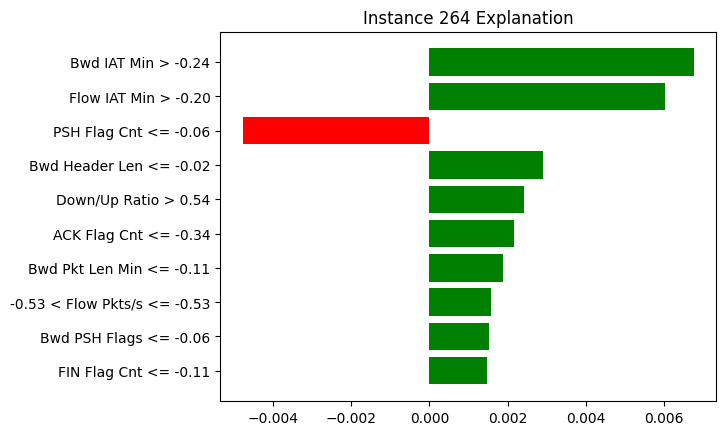 Instance 264 Explanation
Bwd IAT Min > -0.24
Flow IAT Min > -0.20
PSH Flag Cnt <= -0.06
Bwd Header Len <= -0.02
Down/Up Ratio > 0.54
ACK Flag Cnt <= -0.34
Bwd Pkt Len Min <= -0.11
-0.53 < Flow Pkts/s <= -0.53
Bwd PSH Flags <= -0.06
FIN Flag Cnt <= -0.11
−0.004 −0.002 0.000 0.002 0.004 0.006